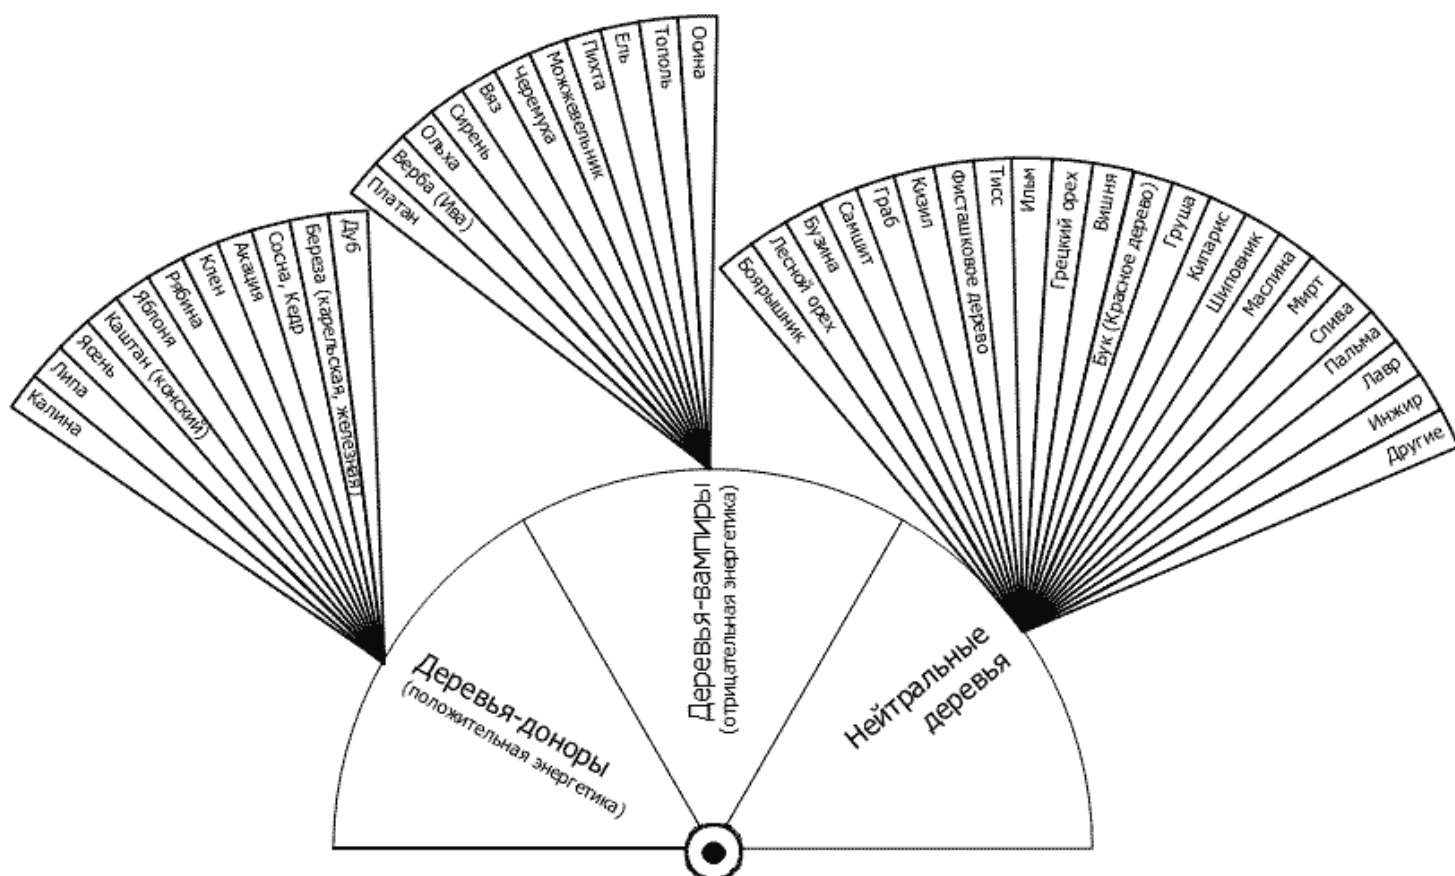 Калина
Липа
Ясень
Каштан (конский)
Яблоня
Рябина
Клен
Акация
Сосна, Кедр
Береза (карельская, железная)
Дуб
Платан
Верба (Ива)
Ольха
Сирень
Вяз
Черемуха
Можжевельник
Пихта
Ель
Тополь
Осина
Боярышник
Лесной орех
Бузина
Самшит
Граб
Кизил
Фисташковое дерево
Тисс
Ильм
Грецкий орех
Вишня
Бук (Красное дерево)
Груша
Кипарис
Шиповник
Маслина
Мирт
Слива
Пальма
Лавр
Инжир
Другие
Деревья-доноры
(положительная энергетика)
Деревья-вампиры
(отрицательная энергетика)
Нейтральные
деревья